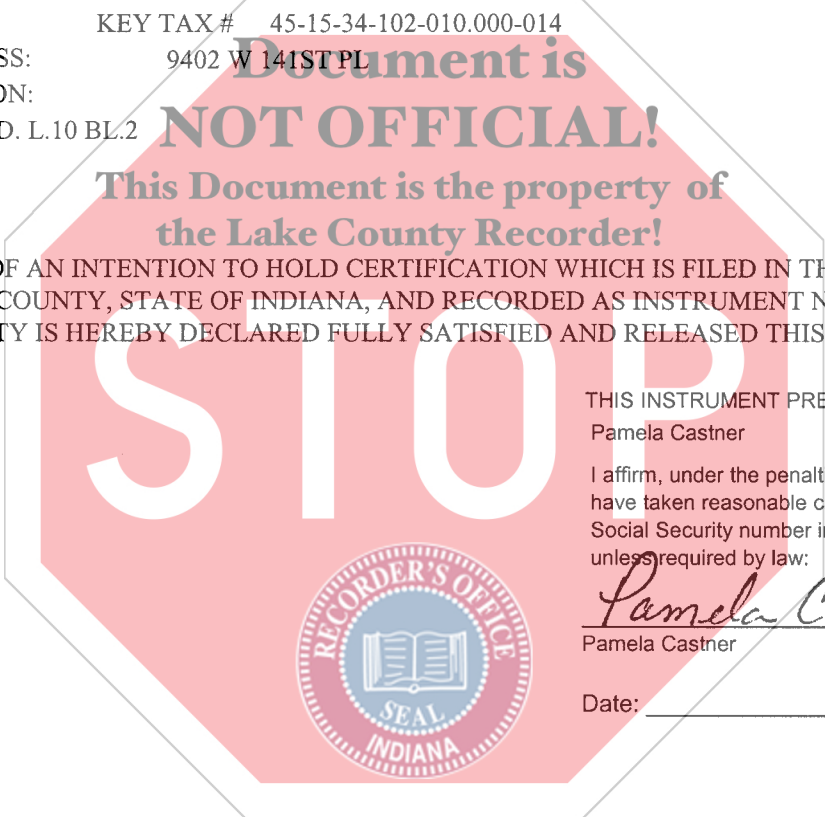 KEY TAX # 45-15-34-102-010.000-014
SS: 9402 W 141ST PL
ON:
D. L.10 BL.2
Document is
NOT OFFICIAL!
This Document is the property of
the Lake County Recorder!
OF AN INTENTION TO HOLD CERTIFICATION WHICH IS FILED IN TH
COUNTY, STATE OF INDIANA, AND RECORDED AS INSTRUMENT N
TY IS HEREBY DECLARED FULLY SATISFIED AND RELEASED THIS
STOP
THIS INSTRUMENT PRE
Pamela Castner
I affirm, under the penalt
have taken reasonable c
Social Security number i
unless required by law:
Pamela C
Pamela Castner
Date:
RECORDER'S OFFICE
SEAL
INDIANA